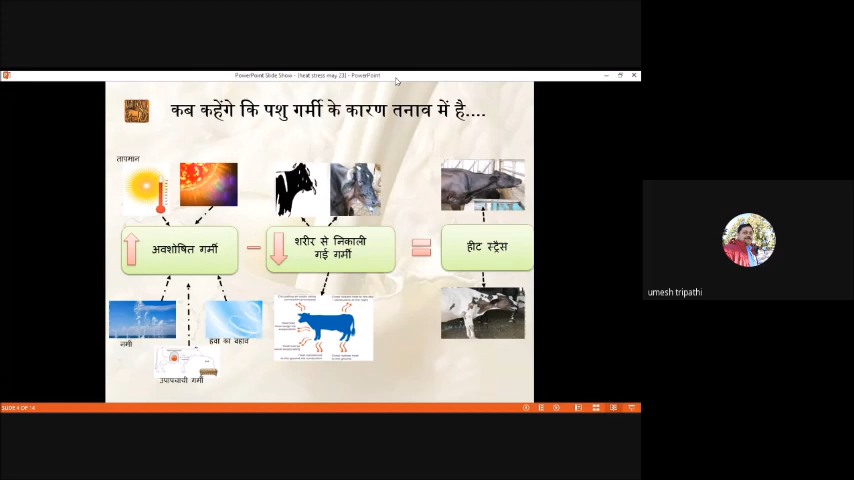 PowerPoint Slide Show - [heat stress may 23] - PowerPoint
कब कहेंगे कि पशु गर्मी के कारण तनाव में है....
तापमान
अवशोषित गर्मी
शरीर से निकाली
गई गर्मी
हीट स्ट्रैस
नमी
हवा का बहाव
उपापचायी गर्मी
umesh tripathi
SLIDE 4 OF 14